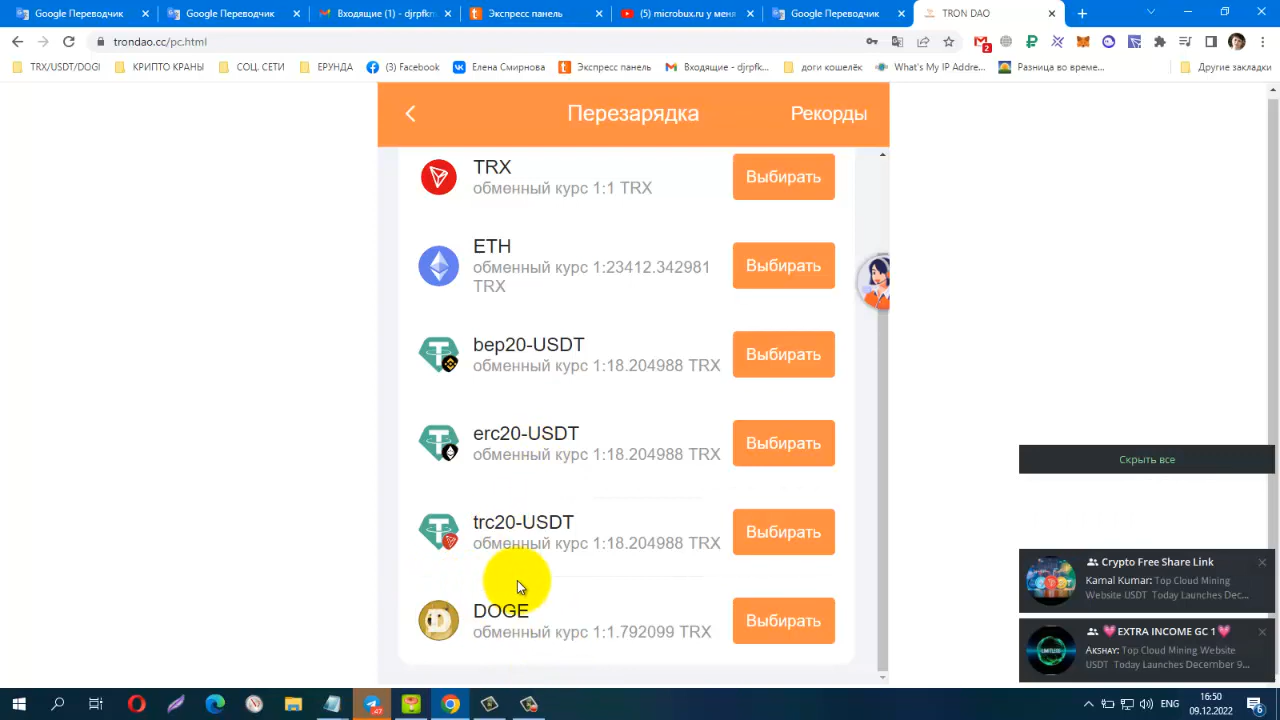 Google Переводчик
Google Переводчик
Входящие (1) - djrpfkr
Экспресс панель
(5) microbux.ru у меня
Google Переводчик
TRON DAO
trondao.cc/pc.html
2
TRX/USDT/DOGI
КРИПТО КРАНЫ
СОЦ. СЕТИ
ЕРУНДА
(3) Facebook
Елена Смирнова
Экспресс панель
Входящие - djrpfk...
доги кошелёк
What's My IP Addre...
Разница во време...
Другие закладки
Перезарядка
Рекорды
TRX
обменный курс 1:1 TRX
Выбирать
ETH
обменный курс 1:23412.342981
TRX
Выбирать
bep20-USDT
обменный курс 1:18.204988 TRX
Выбирать
erc20-USDT
обменный курс 1:18.204988 TRX
Выбирать
trc20-USDT
обменный курс 1:18.204988 TRX
Выбирать
DOGE
обменный курс 1:1.792099 TRX
Выбирать
Скрыть все
Crypto Free Share Link
Kamal Kumar: Top Cloud Mining
Website USDT Today Launches Dec...
EXTRA INCOME GC 1
LIMITLESS
AKSHAY: Top Cloud Mining Website
USDT Today Launches December 9...
ENG
16:50
09.12.2022
6